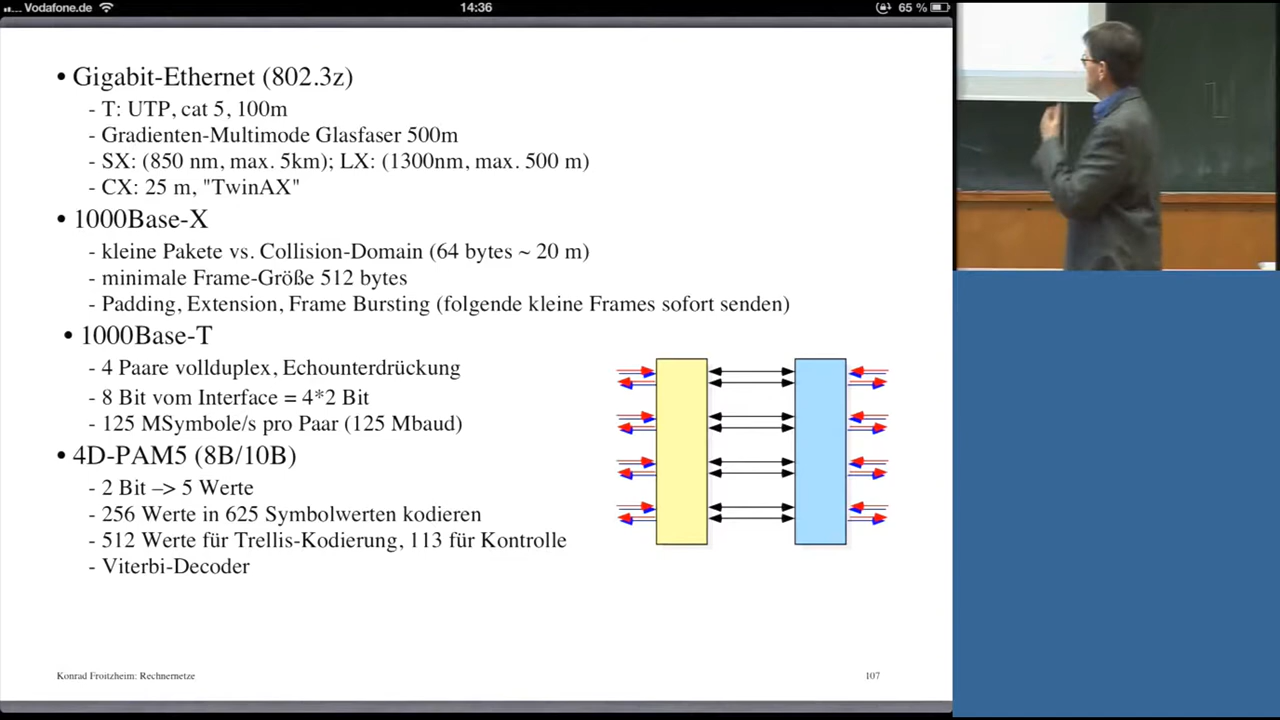 Vodafone.de 14:36 65 %
• Gigabit-Ethernet (802.3z)
- T: UTP, cat 5, 100m
- Gradienten-Multimode Glasfaser 500m
- SX: (850 nm, max. 5km); LX: (1300nm, max. 500 m)
- CX: 25 m, "TwinAX"
• 1000Base-X
- kleine Pakete vs. Collision-Domain (64 bytes ~ 20 m)
- minimale Frame-Größe 512 bytes
- Padding, Extension, Frame Bursting (folgende kleine Frames sofort senden)
• 1000Base-T
- 4 Paare vollduplex, Echounterdrückung
- 8 Bit vom Interface = 4*2 Bit
- 125 MSymbole/s pro Paar (125 Mbaud)
• 4D-PAM5 (8B/10B)
- 2 Bit –> 5 Werte
- 256 Werte in 625 Symbolwerten kodieren
- 512 Werte für Trellis-Kodierung, 113 für Kontrolle
- Viterbi-Decoder
Konrad Froitzheim: Rechnernetze 107